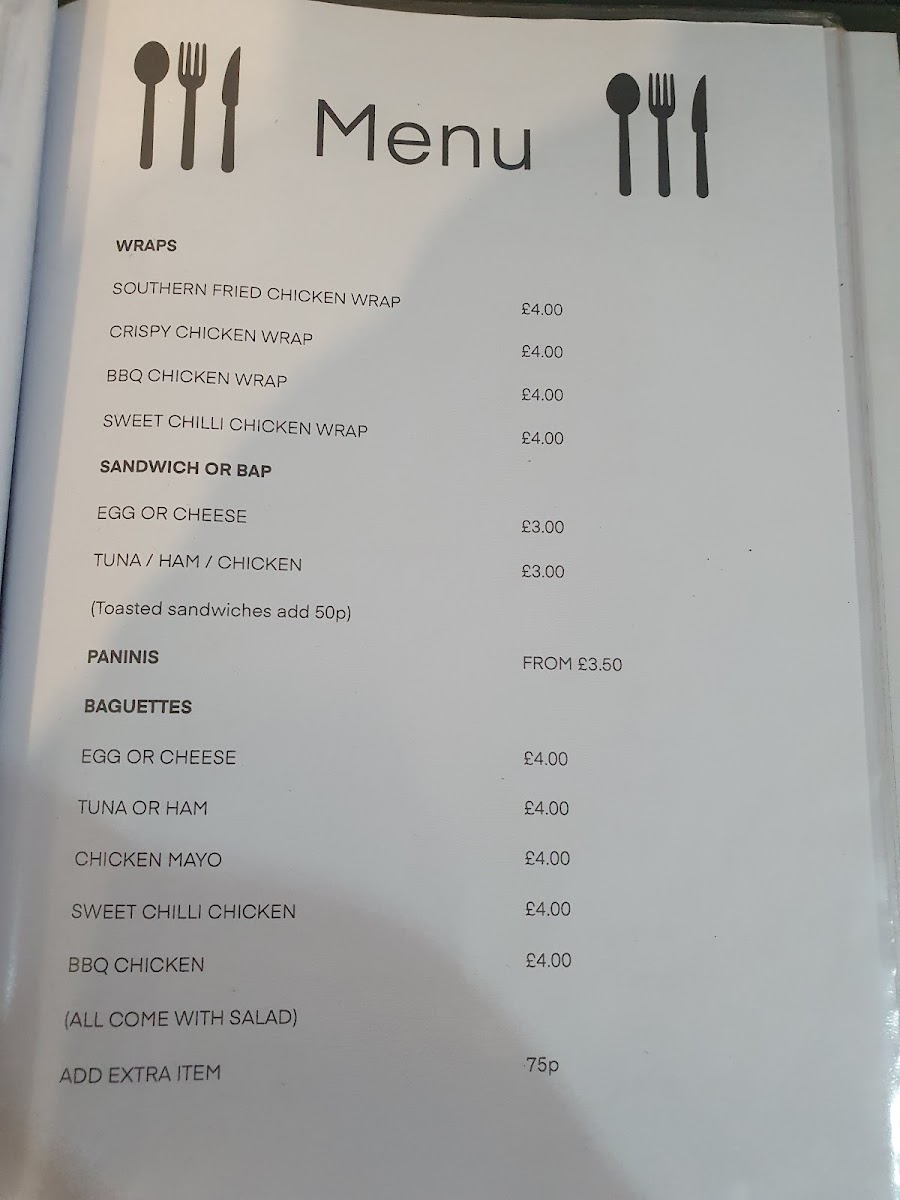 Menu
WRAPS
SOUTHERN FRIED CHICKEN WRAP £4.00
CRISPY CHICKEN WRAP £4.00
BBQ CHICKEN WRAP £4.00
SWEET CHILLI CHICKEN WRAP £4.00
SANDWICH OR BAP
EGG OR CHEESE £3.00
TUNA / HAM / CHICKEN £3.00
(Toasted sandwiches add 50p)
PANINIS FROM £3.50
BAGUETTES
EGG OR CHEESE £4.00
TUNA OR HAM £4.00
CHICKEN MAYO £4.00
SWEET CHILLI CHICKEN £4.00
BBQ CHICKEN £4.00
(ALL COME WITH SALAD)
ADD EXTRA ITEM 75p